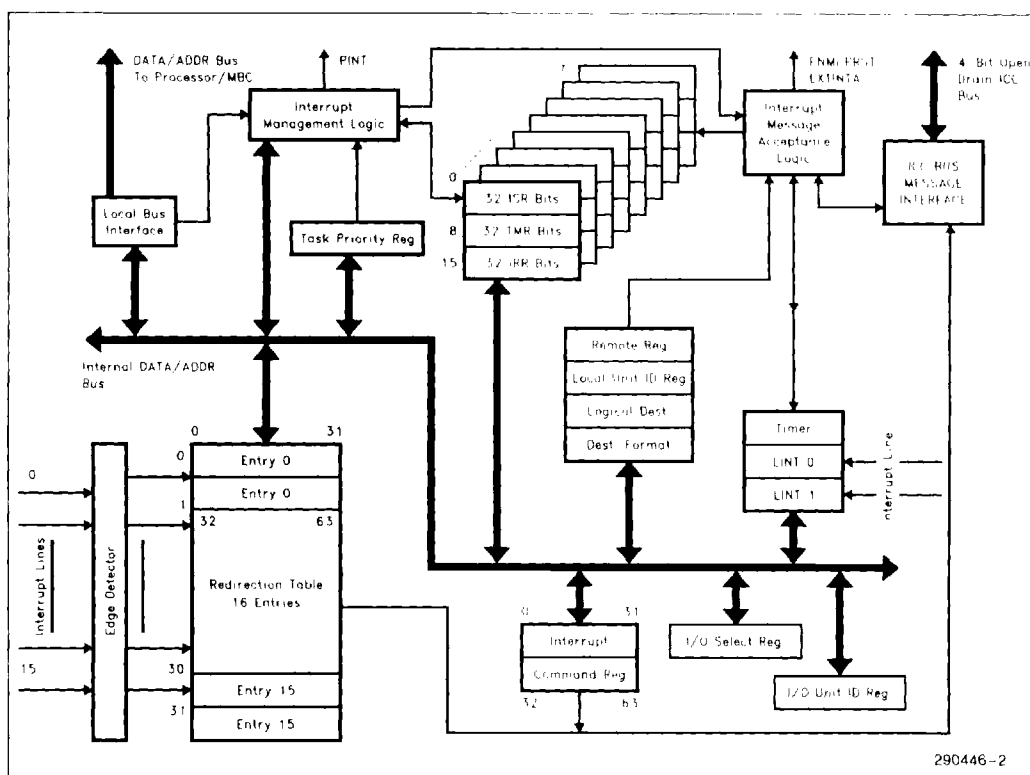 DATA/ADDR Bus
To Processor/MBC
PINT
EXTINTA
4 Bit Open
Drain ICC
Bus
Interrupt
Management Logic
7
Interrupt
Message
Acceptance
Logic
BUS
MESSAGE
INTERFACE
0
32 ISR Bits
8
32 TMR Bits
15
32 IRR Bits
Local Bus
Interface
Task Priority Reg
Internal DATA/ADDR
Bus
Remote Reg
Local Unit ID Reg
Logical Dest
Dest Format
Timer
LINT 0
LINT 1
Interrupt Line
0
31
0
0
Entry 0
1
Entry 0
32
63
Interrupt Lines
Edge Detector
Redirection Table
16 Entries
15
30
Entry 15
31
Entry 15
0
31
Interrupt
Command Reg
32
63
I/O Select Reg
I/O Unit ID Reg
290446-2